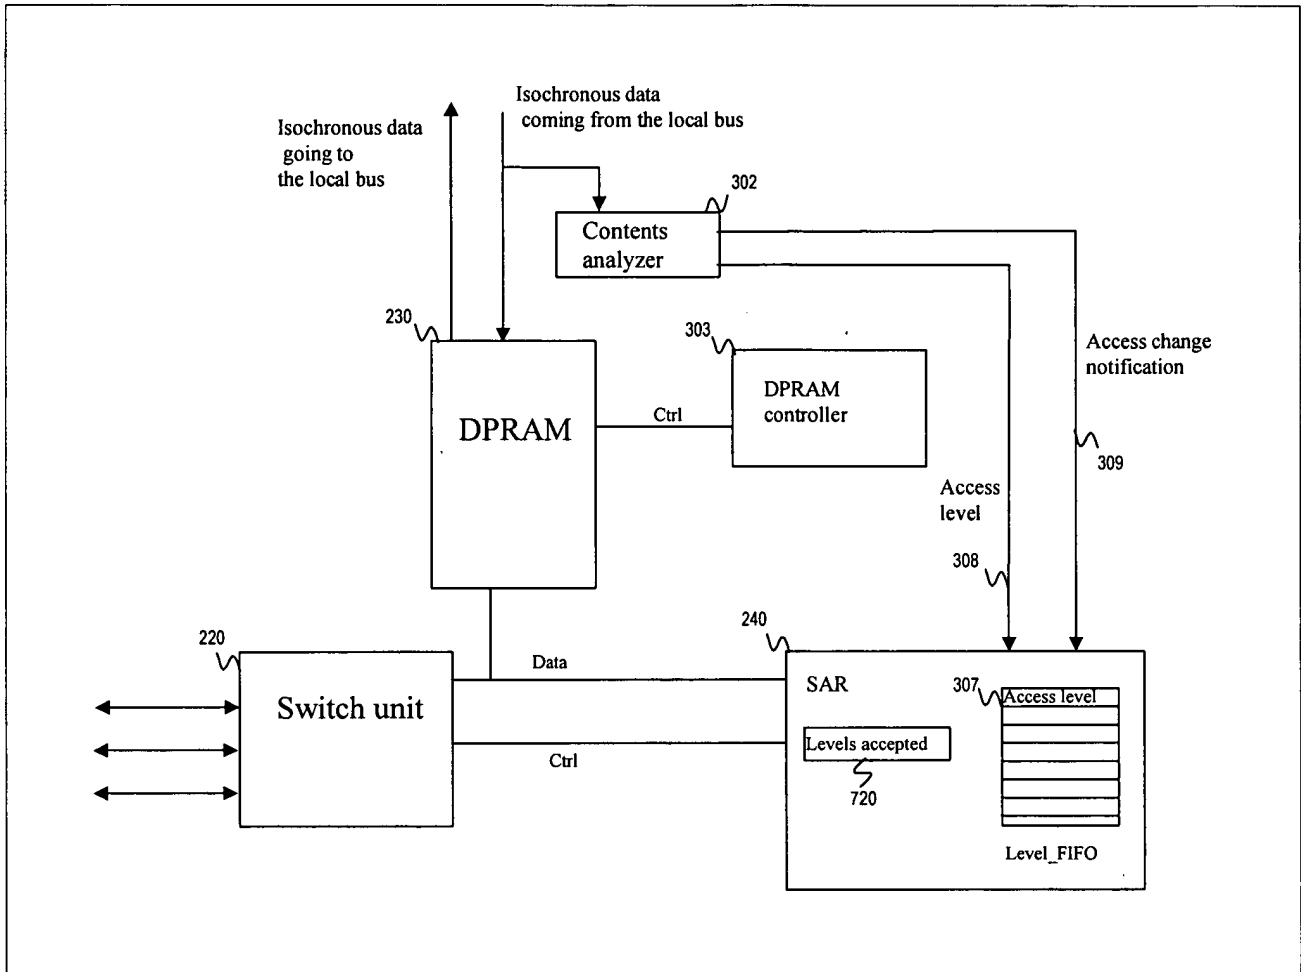 Isochronous data
coming from the local bus
Isochronous data
going to
the local bus
302
Contents
analyzer
230
303
DPRAM
DPRAM
controller
Ctrl
Access change
notification
309
Access
level
308
220
240
Switch unit
Data
Ctrl
SAR
307
Access level
Levels accepted
720
Level_FIFO